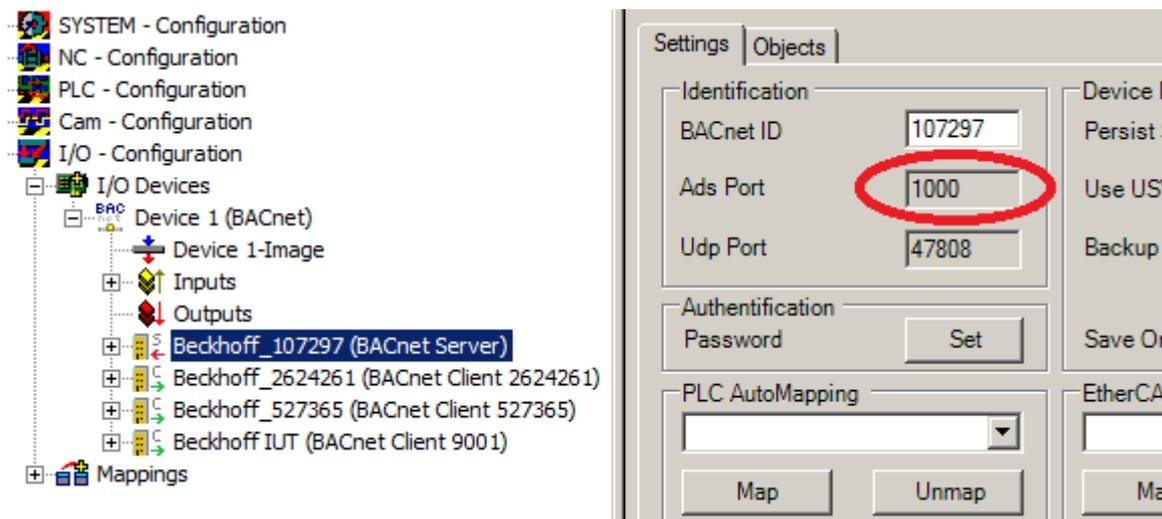 SYSTEM - Configuration
NC - Configuration
PLC - Configuration
Cam - Configuration
I/O - Configuration
I/O Devices
BAC net Device 1 (BACnet)
Device 1-Image
Inputs
Outputs
S Beckhoff_107297 (BACnet Server)
C Beckhoff_2624261 (BACnet Client 2624261)
C Beckhoff_527365 (BACnet Client 527365)
C Beckhoff IUT (BACnet Client 9001)
Mappings
Settings Objects
Identification
BACnet ID 107297
Ads Port 1000
Udp Port 47808
Authentification
Password Set
PLC AutoMapping
Map Unmap
Device
Persist
Use US
Backup
Save O
EtherCA
Ma